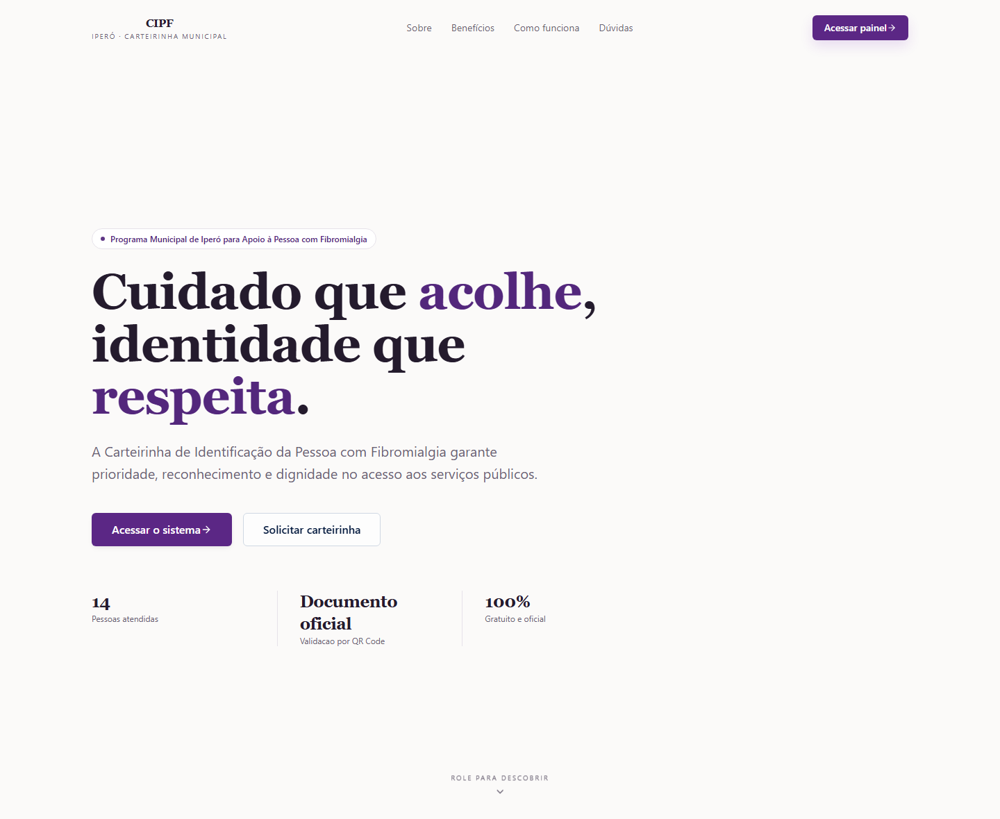 CIPF
IPERÓ · CARTEIRINHA MUNICIPAL
Sobre
Benefícios
Como funciona
Dúvidas
Acessar painel
Programa Municipal de Iperó para Apoio à Pessoa com Fibromialgia
Cuidado que acolhe,
identidade que
respeita.
A Carteirinha de Identificação da Pessoa com Fibromialgia garante
prioridade, reconhecimento e dignidade no acesso aos serviços públicos.
Acessar o sistema
Solicitar carteirinha
14
Pessoas atendidas
Documento
oficial
Validacao por QR Code
100%
Gratuito e oficial
ROLE PARA DESCOBRIR